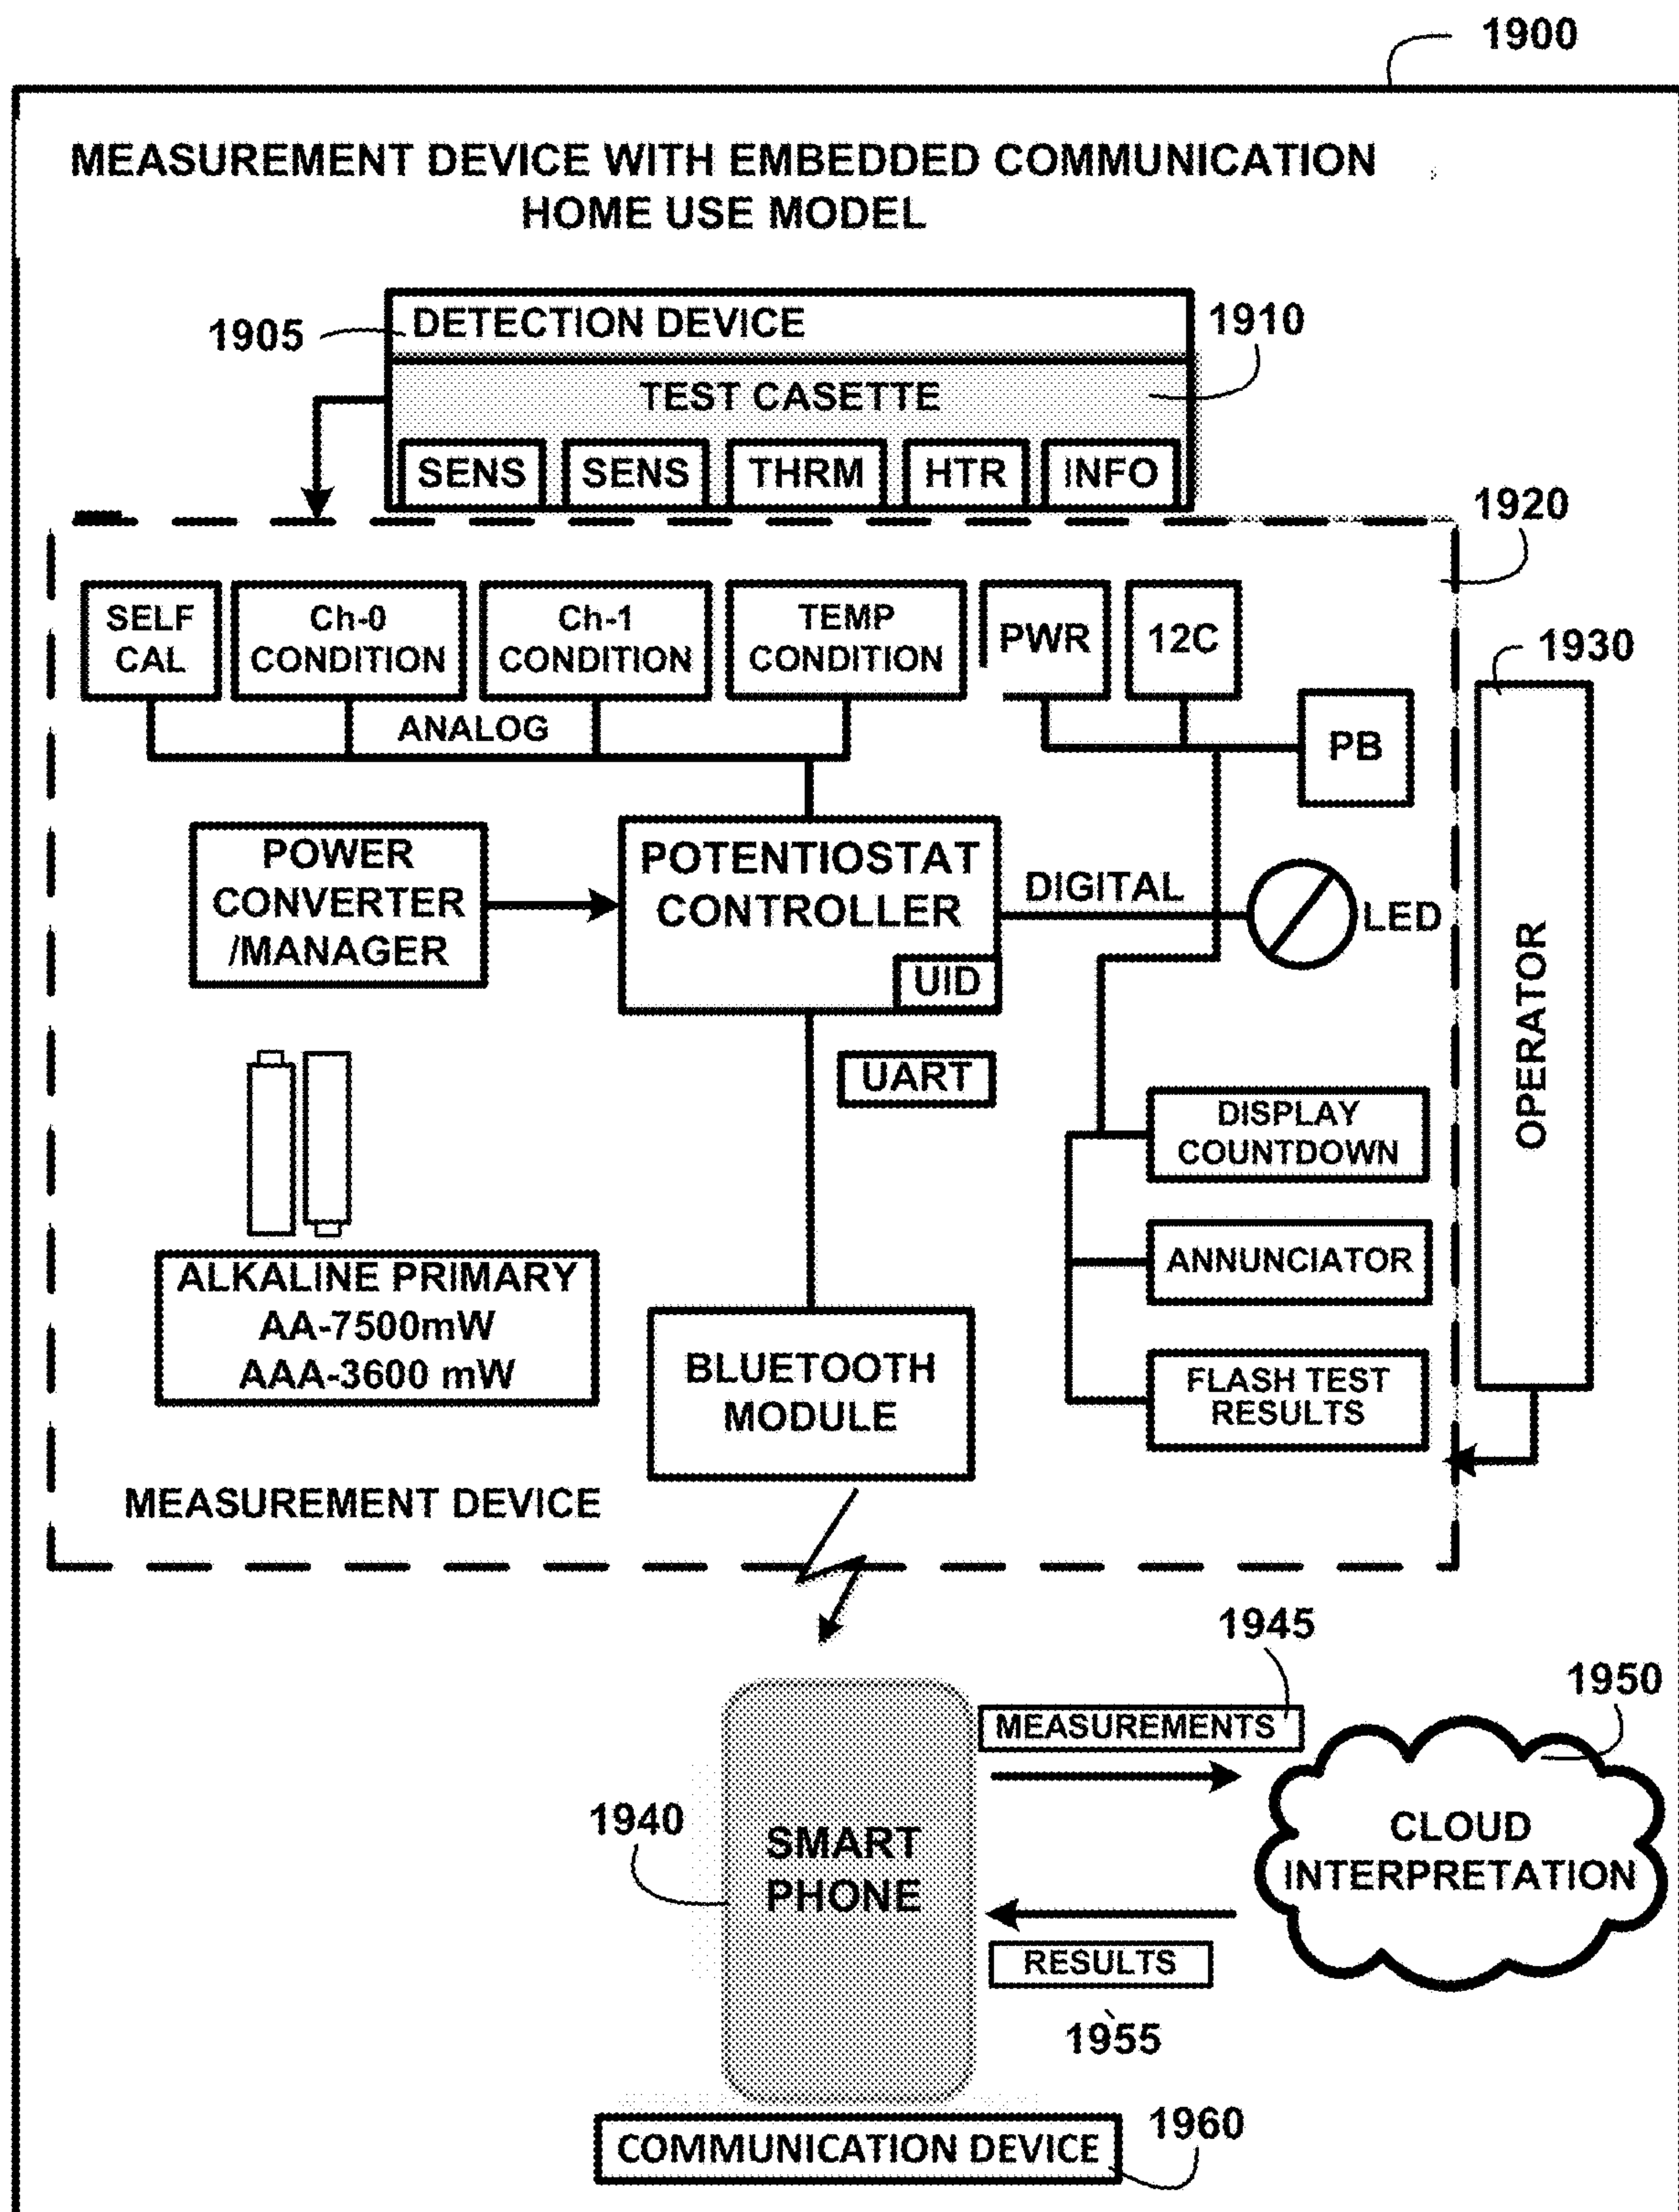 1900
MEASUREMENT DEVICE WITH EMBEDDED COMMUNICATION
HOME USE MODEL
1905
DETECTION DEVICE
1910
TEST CASETTE
SENS
SENS
THRM
HTR
INFO
1920
SELF
CAL
Ch-0
CONDITION
Ch-1
CONDITION
TEMP
CONDITION
PWR
12C
1930
ANALOG
PB
POWER
CONVERTER
/MANAGER
POTENTIOSTAT
CONTROLLER
UID
DIGITAL
LED
OPERATOR
UART
DISPLAY
COUNTDOWN
ANNUNCIATOR
FLASH TEST
RESULTS
ALKALINE PRIMARY
AA-7500mW
AAA-3600 mW
BLUETOOTH
MODULE
MEASUREMENT DEVICE
1945
MEASUREMENTS
1950
1940
SMART
PHONE
CLOUD
INTERPRETATION
RESULTS
1955
1960
COMMUNICATION DEVICE